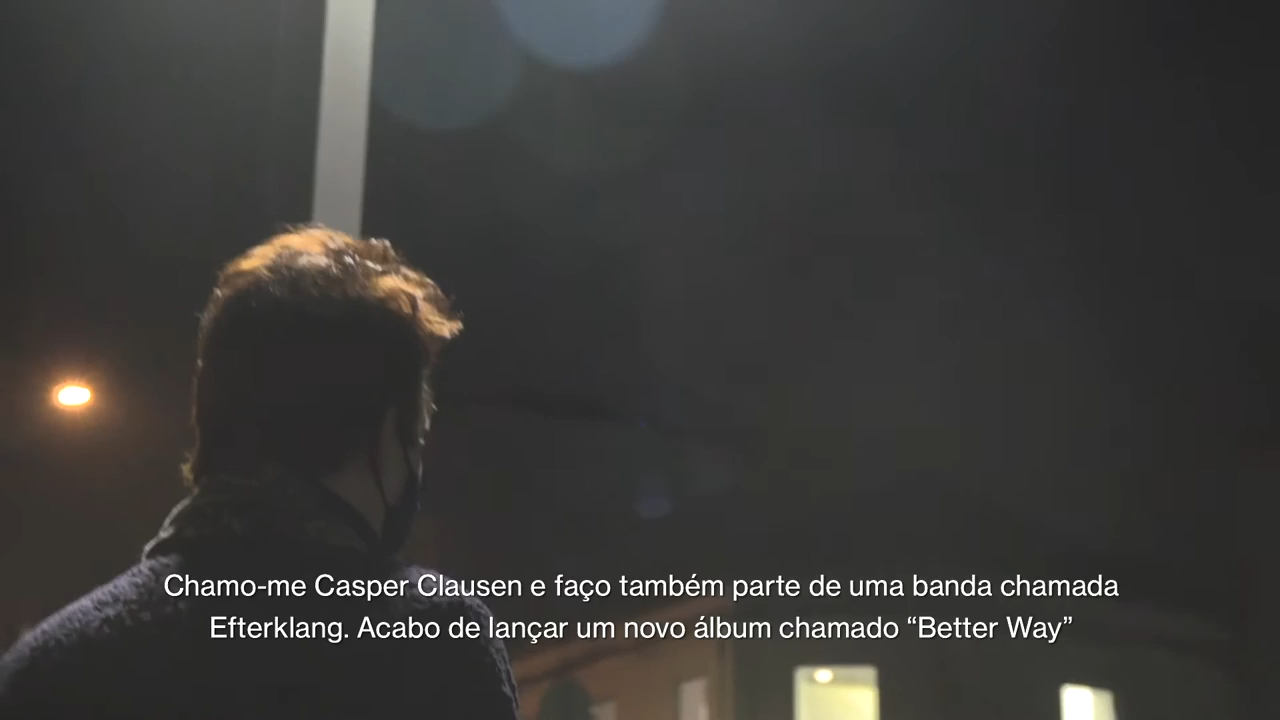 Chamo-me Casper Clausen e faço também parte de uma banda chamada
Efterklang. Acabo de lançar um novo álbum chamado “Better Way”